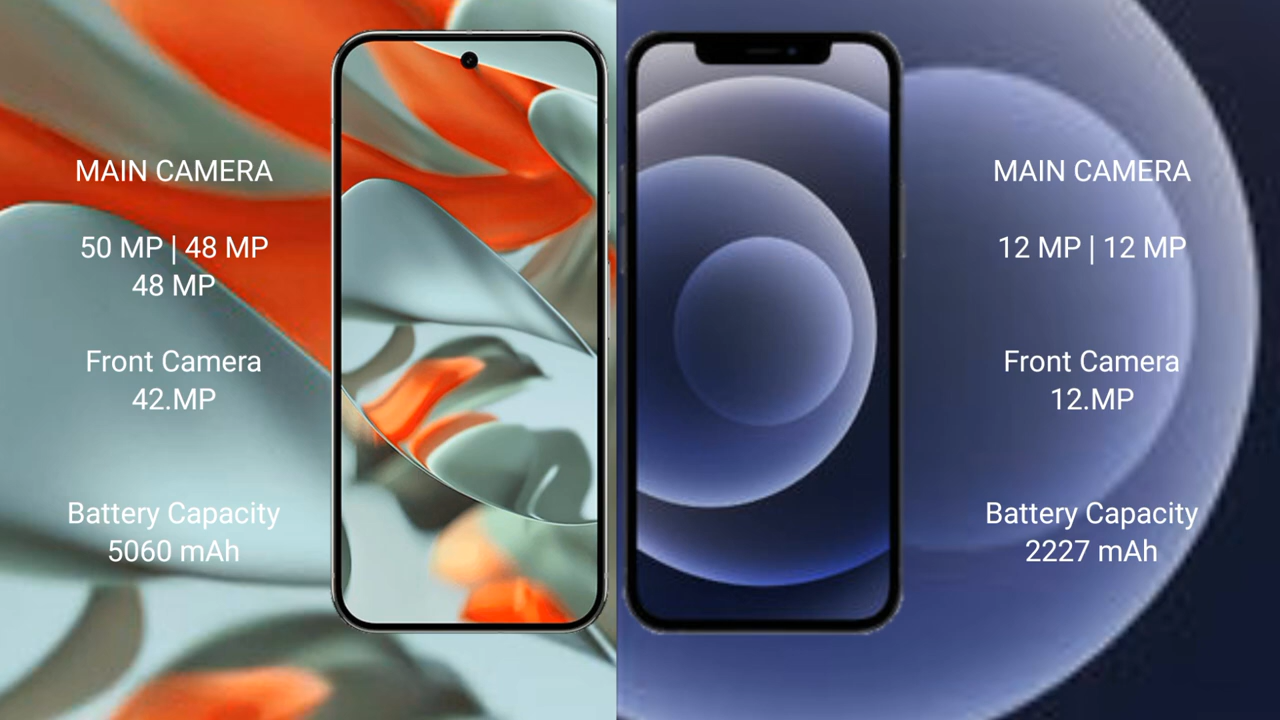 MAIN CAMERA
50 MP | 48 MP
48 MP
Front Camera
42.MP
Battery Capacity
5060 mAh
MAIN CAMERA
12 MP | 12 MP
Front Camera
12.MP
Battery Capacity
2227 mAh